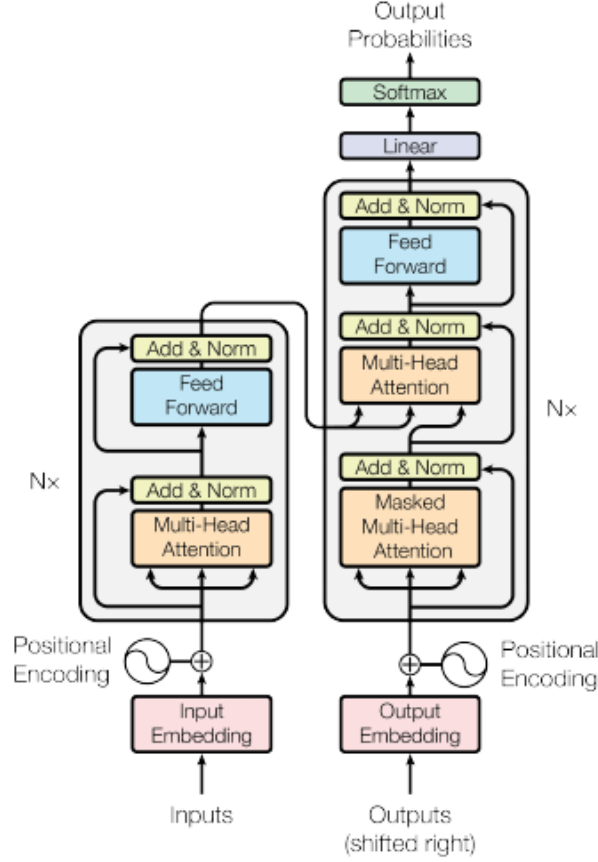 Output
Probabilities
Softmax
Linear
Add & Norm
Feed
Forward
Add & Norm
Multi-Head
Attention
Add & Norm
Masked
Multi-Head
Attention
N×
Add & Norm
Feed
Forward
Add & Norm
Multi-Head
Attention
N×
Positional
Encoding
Positional
Encoding
Input
Embedding
Output
Embedding
Inputs
Outputs
(shifted right)